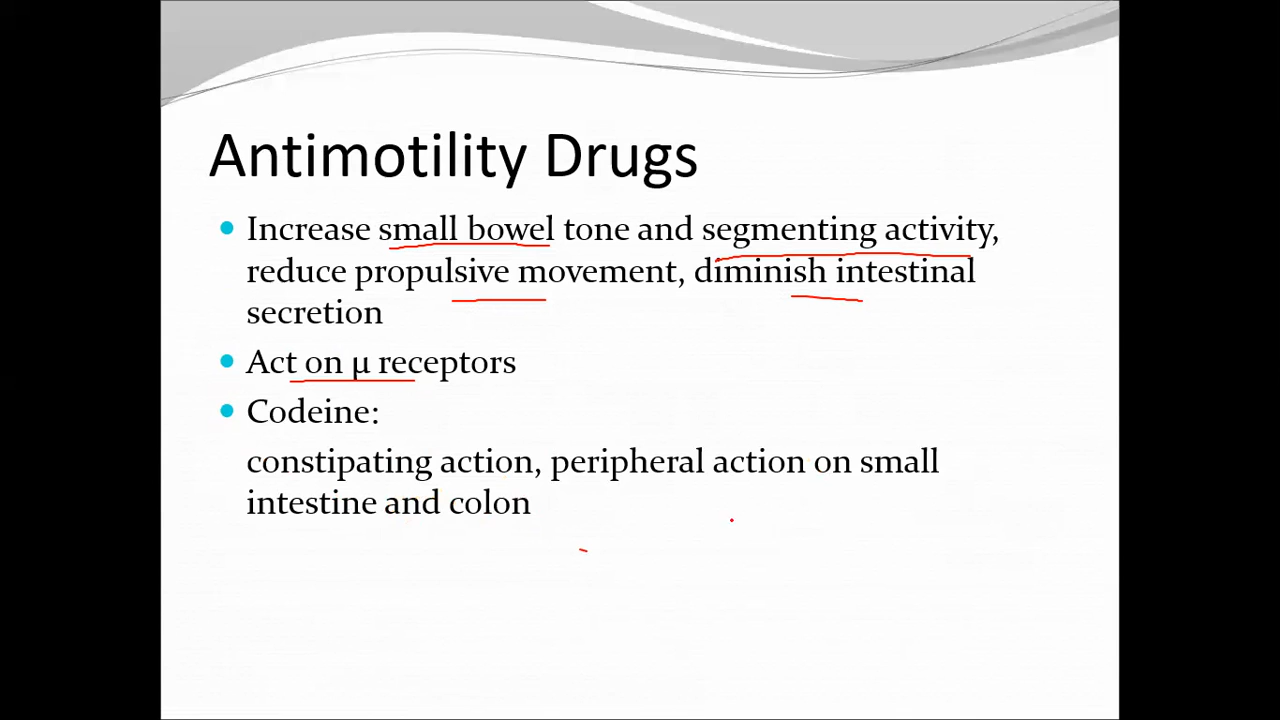 Antimotility Drugs
Increase small bowel tone and segmenting activity,
reduce propulsive movement, diminish intestinal
secretion
Act on μ receptors
Codeine:
constipating action, peripheral action on small
intestine and colon